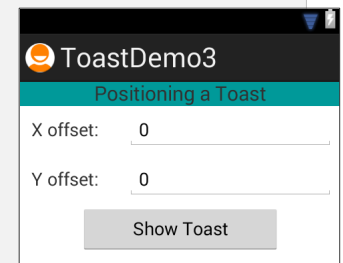 ToastDemo3
Positioning a Toast
X offset: 0
Y offset: 0
Show Toast